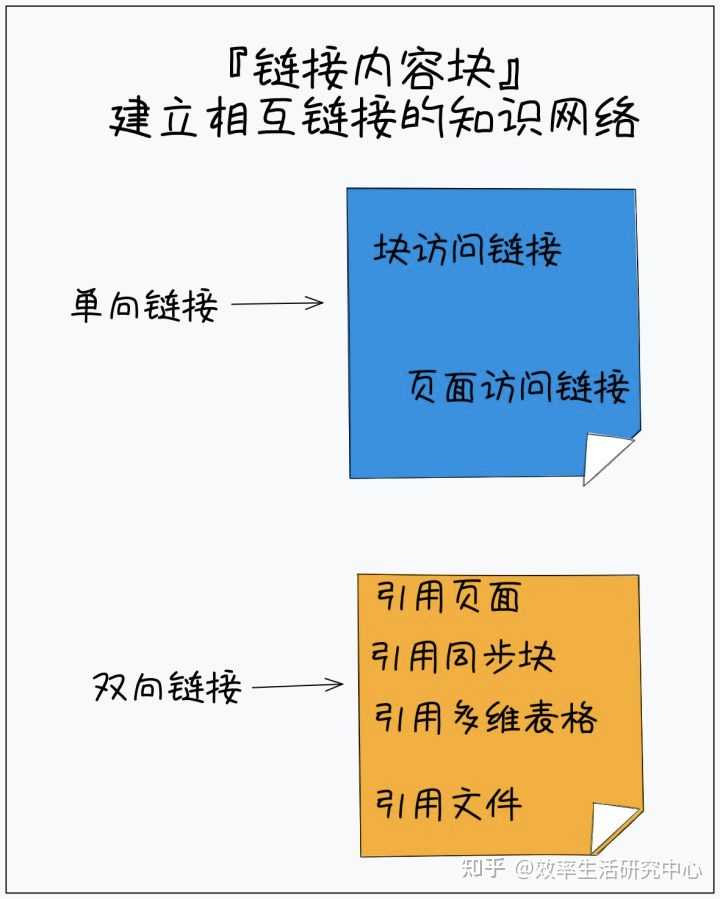 『链接内容块』
建立相互链接的知识网络
块访问链接
单向链接
页面访问链接
引用页面
引用同步块
双向链接
引用多维表格
引用文件
知乎 @效率生活研究中心